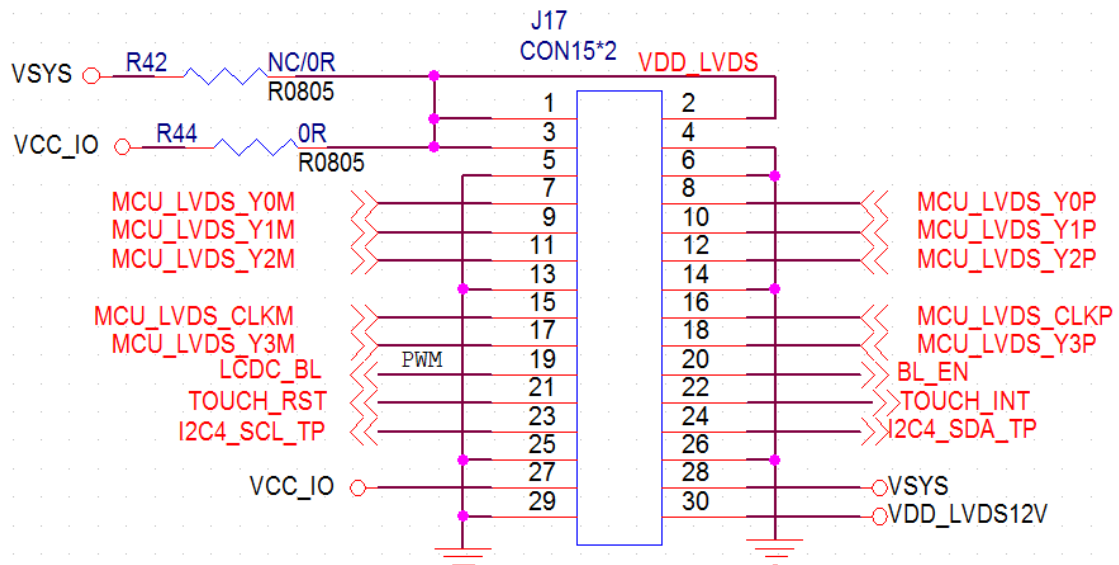 J17
CON15*2
VSYS R42 NC/0R VDD_LVDS
R0805
1 2
VCC_IO R44 0R 3 4
R0805
5 6
7 8
MCU_LVDS_Y0M MCU_LVDS_Y0P
9 10
MCU_LVDS_Y1M MCU_LVDS_Y1P
11 12
MCU_LVDS_Y2M MCU_LVDS_Y2P
13 14
15 16
MCU_LVDS_CLKM MCU_LVDS_CLKP
17 18
MCU_LVDS_Y3M MCU_LVDS_Y3P
LCDC_BL PWM 19 20 BL_EN
21 22
TOUCH_RST TOUCH_INT
23 24
I2C4_SCL_TP I2C4_SDA_TP
25 26
27 28
VCC_IO VSYS
29 30
VDD_LVDS12V